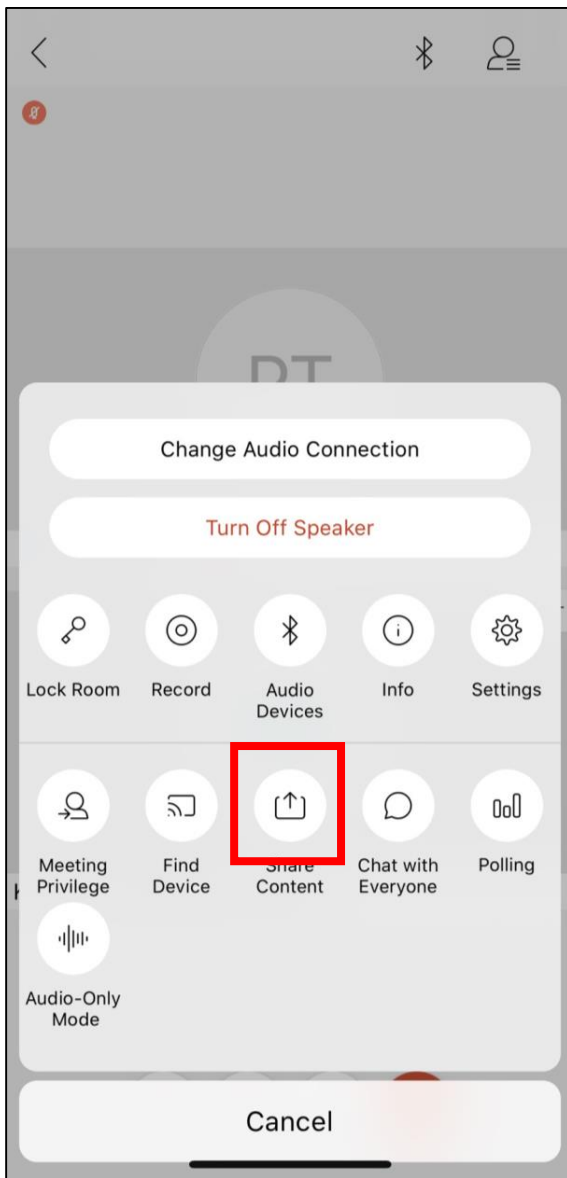 PT
Change Audio Connection
Turn Off Speaker
Lock Room
Record
Audio
Devices
Info
Settings
Meeting
Privilege
Find
Device
Share
Content
Chat with
Everyone
Polling
Audio-Only
Mode
Cancel